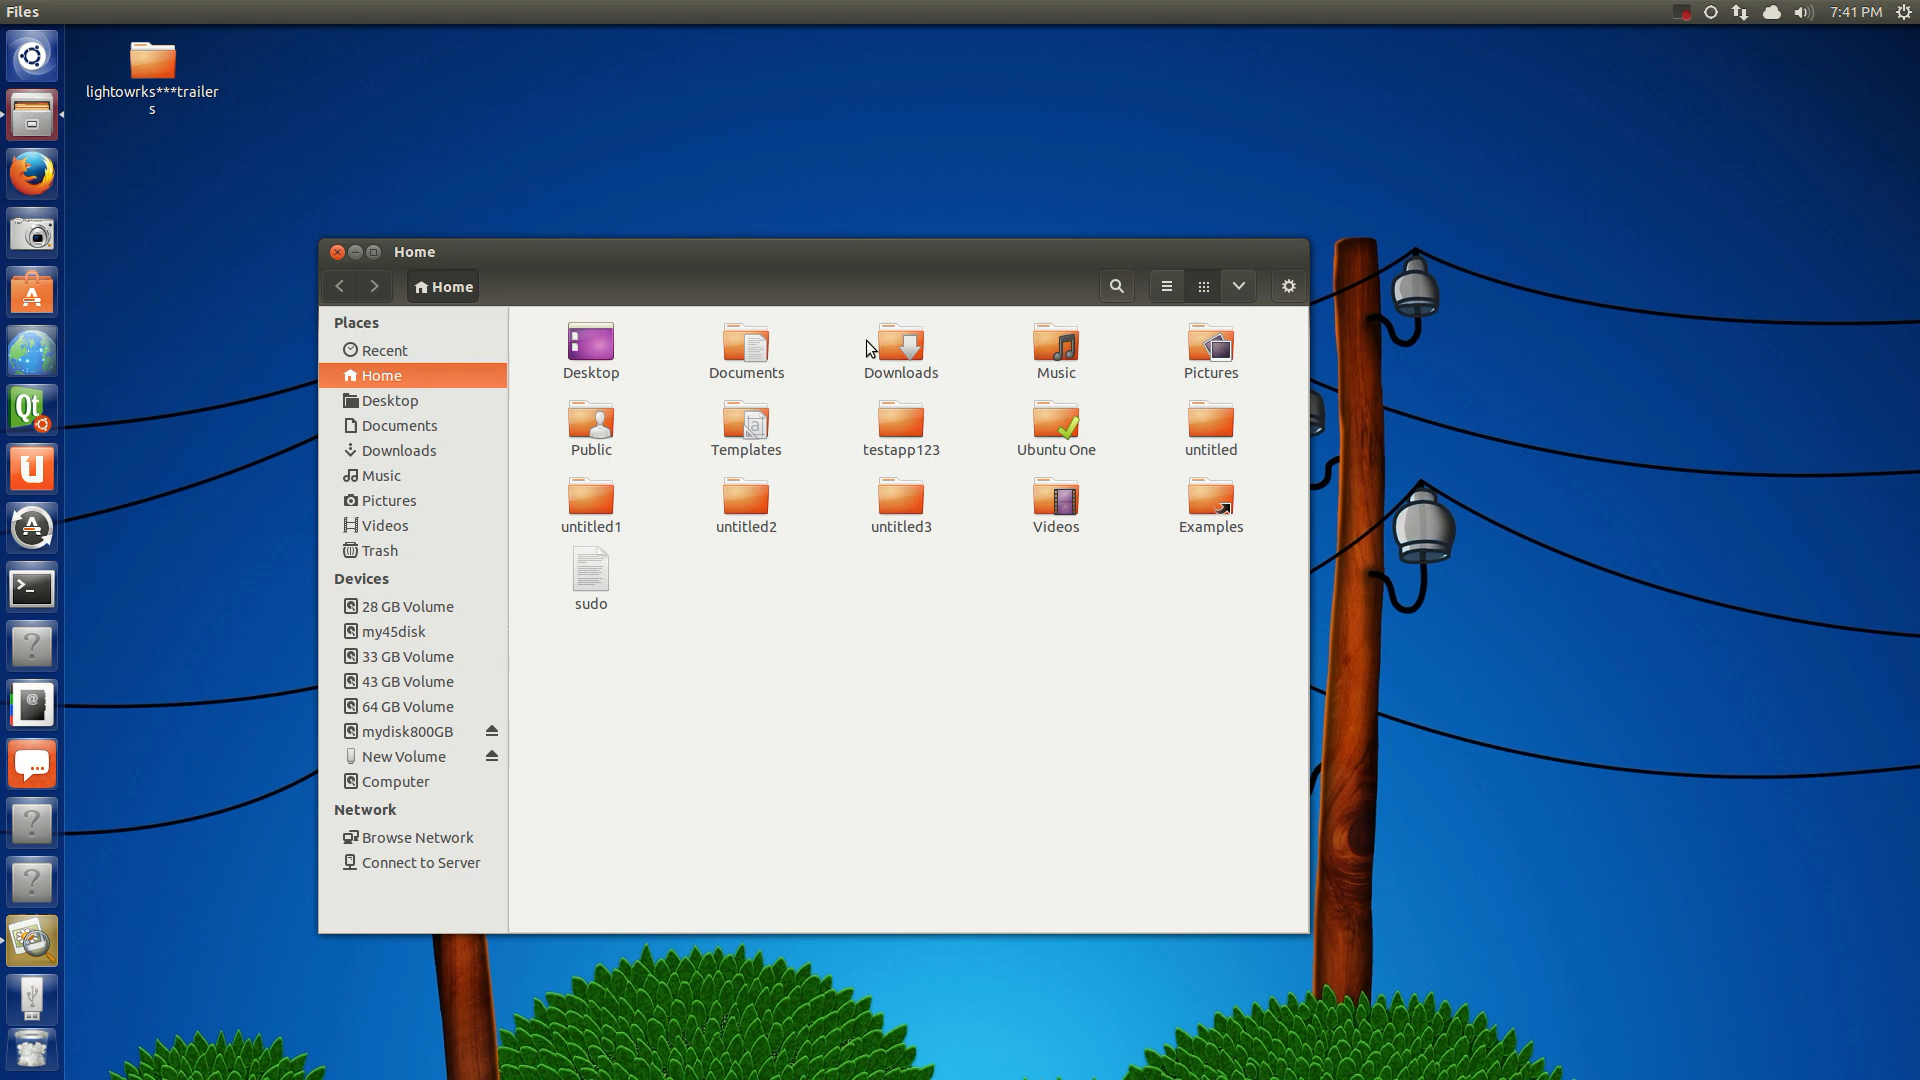 Files
7:41 PM
lightowrks***trailer
s
Home
Home
Places
Recent
Home
Desktop
Documents
Downloads
Music
Pictures
Videos
Trash
Devices
28 GB Volume
my45disk
33 GB Volume
43 GB Volume
64 GB Volume
mydisk800GB
New Volume
Computer
Network
Browse Network
Connect to Server
Desktop
Documents
Downloads
Music
Pictures
Public
Templates
testapp123
Ubuntu One
untitled
untitled1
untitled2
untitled3
Videos
Examples
sudo
Qt